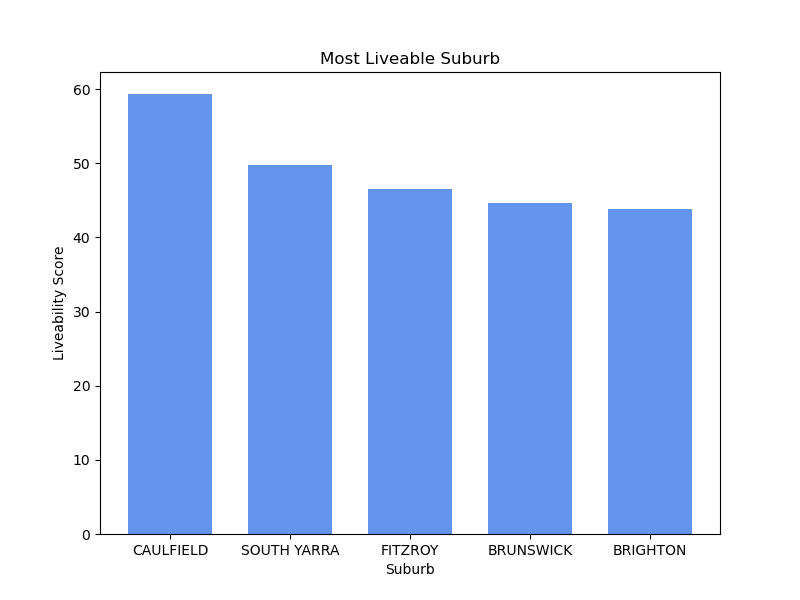 Most Liveable Suburb
Liveability Score
60
50
40
30
20
10
0
CAULFIELD SOUTH YARRA FITZROY BRUNSWICK BRIGHTON
Suburb